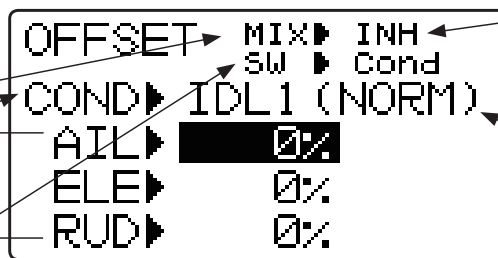 OFFSET MIX▶ INH
SW ▶ Cond
COND▶ IDL1 (NORM)
AIL▶ 0%
ELE▶ 0%
RUD▶ 0%